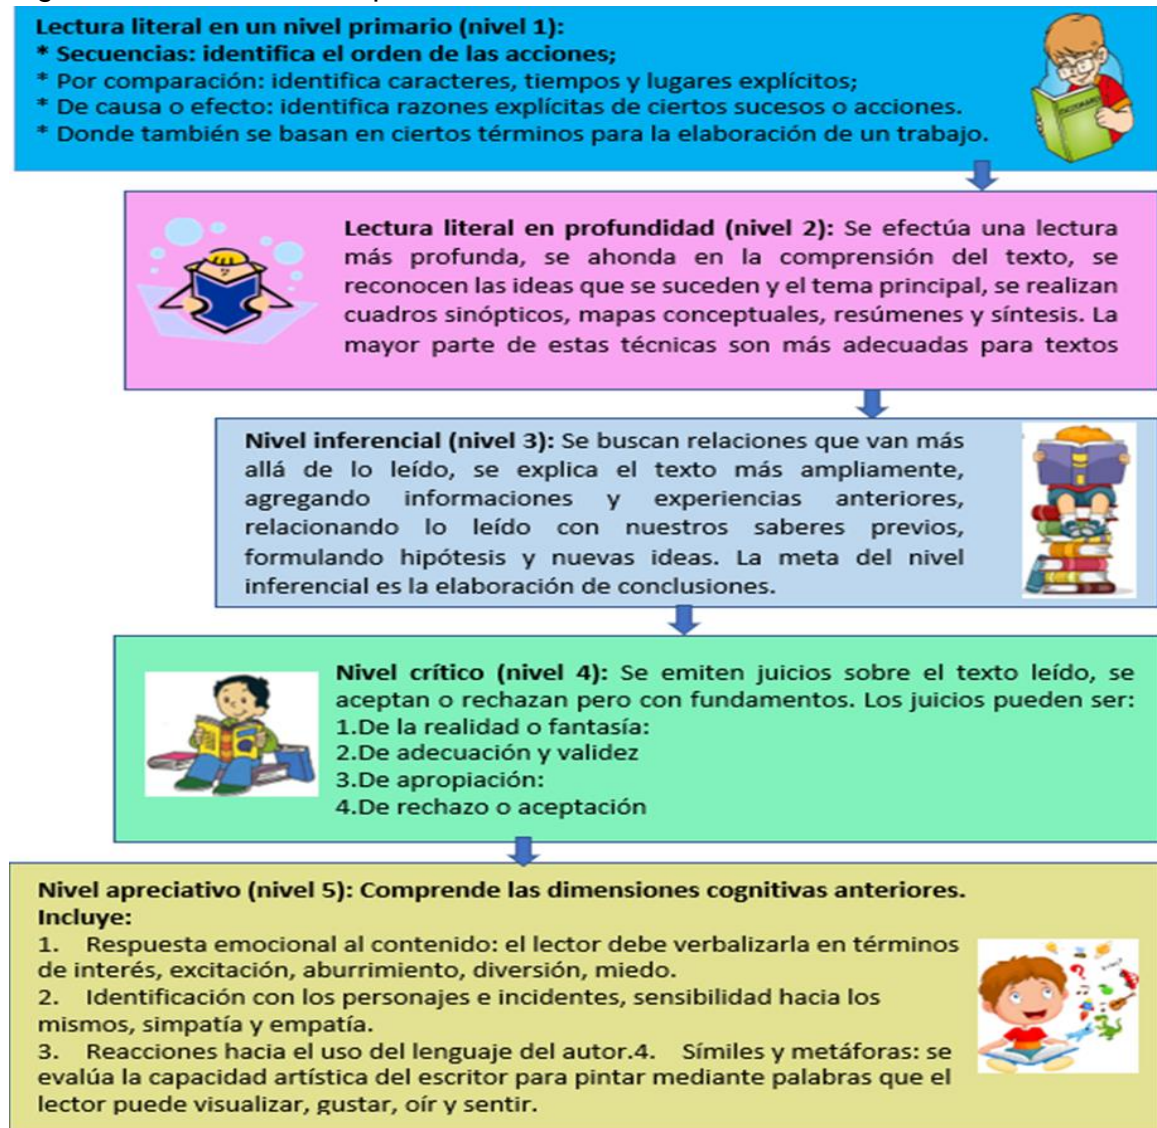 Lectura literal en un nivel primario (nivel 1):
* Secuencias: identifica el orden de las acciones;
* Por comparación: identifica caracteres, tiempos y lugares explícitos;
* De causa o efecto: identifica razones explícitas de ciertos sucesos o acciones.
* Donde también se basan en ciertos términos para la elaboración de un trabajo.
Lectura literal en profundidad (nivel 2): Se efectúa una lectura
más profunda, se ahonda en la comprensión del texto, se
reconocen las ideas que se suceden y el tema principal, se realizan
cuadros sinópticos, mapas conceptuales, resúmenes y síntesis. La
mayor parte de estas técnicas son más adecuadas para textos
Nivel inferencial (nivel 3): Se buscan relaciones que van más
allá de lo leído, se explica el texto más ampliamente,
agregando informaciones y experiencias anteriores,
relacionando lo leído con nuestros saberes previos,
formulando hipótesis y nuevas ideas. La meta del nivel
inferencial es la elaboración de conclusiones.
Nivel crítico (nivel 4): Se emiten juicios sobre el texto leído, se
aceptan o rechazan pero con fundamentos. Los juicios pueden ser:
1.De la realidad o fantasía:
2.De adecuación y validez
3.De apropiación:
4.De rechazo o aceptación
Nivel apreciativo (nivel 5): Comprende las dimensiones cognitivas anteriores.
Incluye:
1. Respuesta emocional al contenido: el lector debe verbalizarla en términos
de interés, excitación, aburrimiento, diversión, miedo.
2. Identificación con los personajes e incidentes, sensibilidad hacia los
mismos, simpatía y empatía.
3. Reacciones hacia el uso del lenguaje del autor.4. Símiles y metáforas: se
evalúa la capacidad artística del escritor para pintar mediante palabras que el
lector puede visualizar, gustar, oír y sentir.